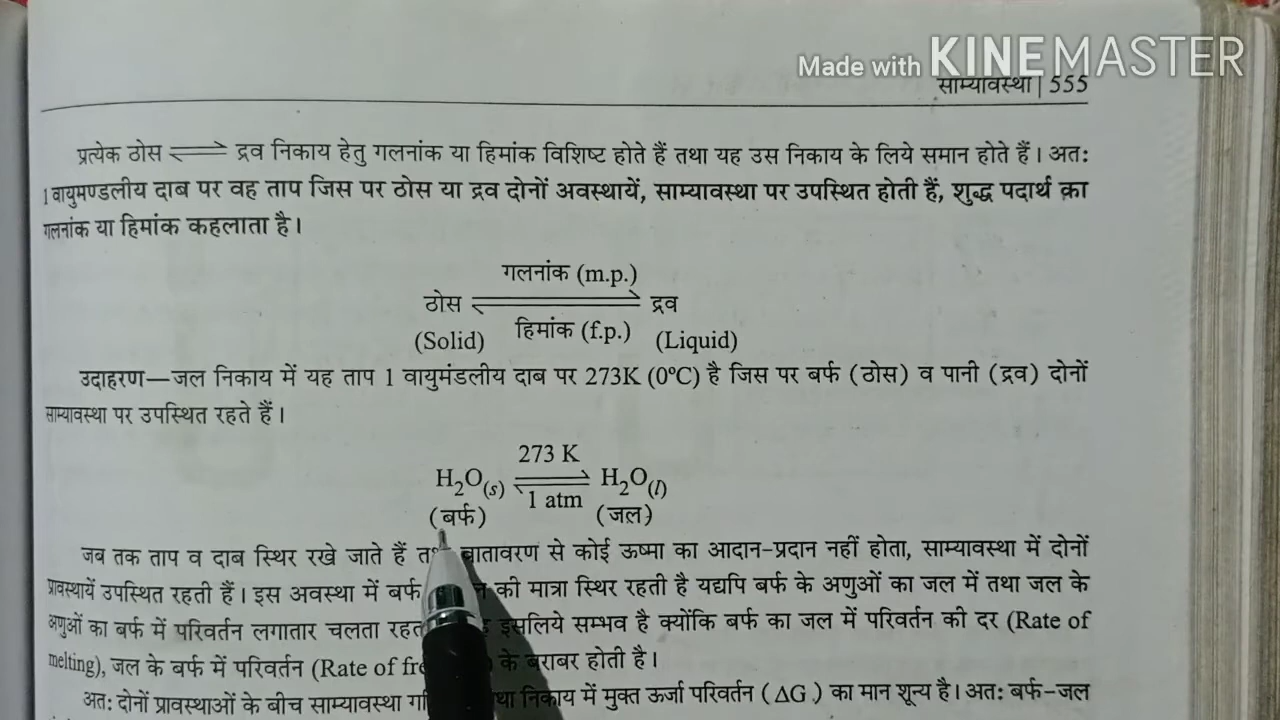 Made with KINEMASTER
साम्यावस्था | 555
प्रत्येक ठोस ⇌ द्रव निकाय हेतु गलनांक या हिमांक विशिष्ट होते हैं तथा यह उस निकाय के लिये समान होते हैं। अतः
1 वायुमण्डलीय दाब पर वह ताप जिस पर ठोस या द्रव दोनों अवस्थायें, साम्यावस्था पर उपस्थित होती हैं, शुद्ध पदार्थ का
गलनांक या हिमांक कहलाता है।
गलनांक (m.p.)
ठोस ⇌ द्रव
(Solid) हिमांक (f.p.) (Liquid)
उदाहरण—जल निकाय में यह ताप 1 वायुमंडलीय दाब पर 273K (0°C) है जिस पर बर्फ (ठोस) व पानी (द्रव) दोनों
साम्यावस्था पर उपस्थित रहते हैं।
273 K
H₂O(s) ⇌ H₂O(l)
1 atm
(बर्फ) (जल)
जब तक ताप व दाब स्थिर रखे जाते हैं वातावरण से कोई ऊष्मा का आदान-प्रदान नहीं होता, साम्यावस्था में दोनों
प्रावस्थायें उपस्थित रहती हैं। इस अवस्था में बर्फ की मात्रा स्थिर रहती है यद्यपि बर्फ के अणुओं का जल में तथा जल के
अणुओं का बर्फ में परिवर्तन लगातार चलता इसलिये सम्भव है क्योंकि बर्फ का जल में परिवर्तन की दर (Rate of
melting), जल के बर्फ में परिवर्तन (Rate of के बराबर होती है।
अतः दोनों प्रावस्थाओं के बीच साम्यावस्था निकाय में मुक्त ऊर्जा परिवर्तन (ΔG) का मान शून्य है। अतः बर्फ-जल